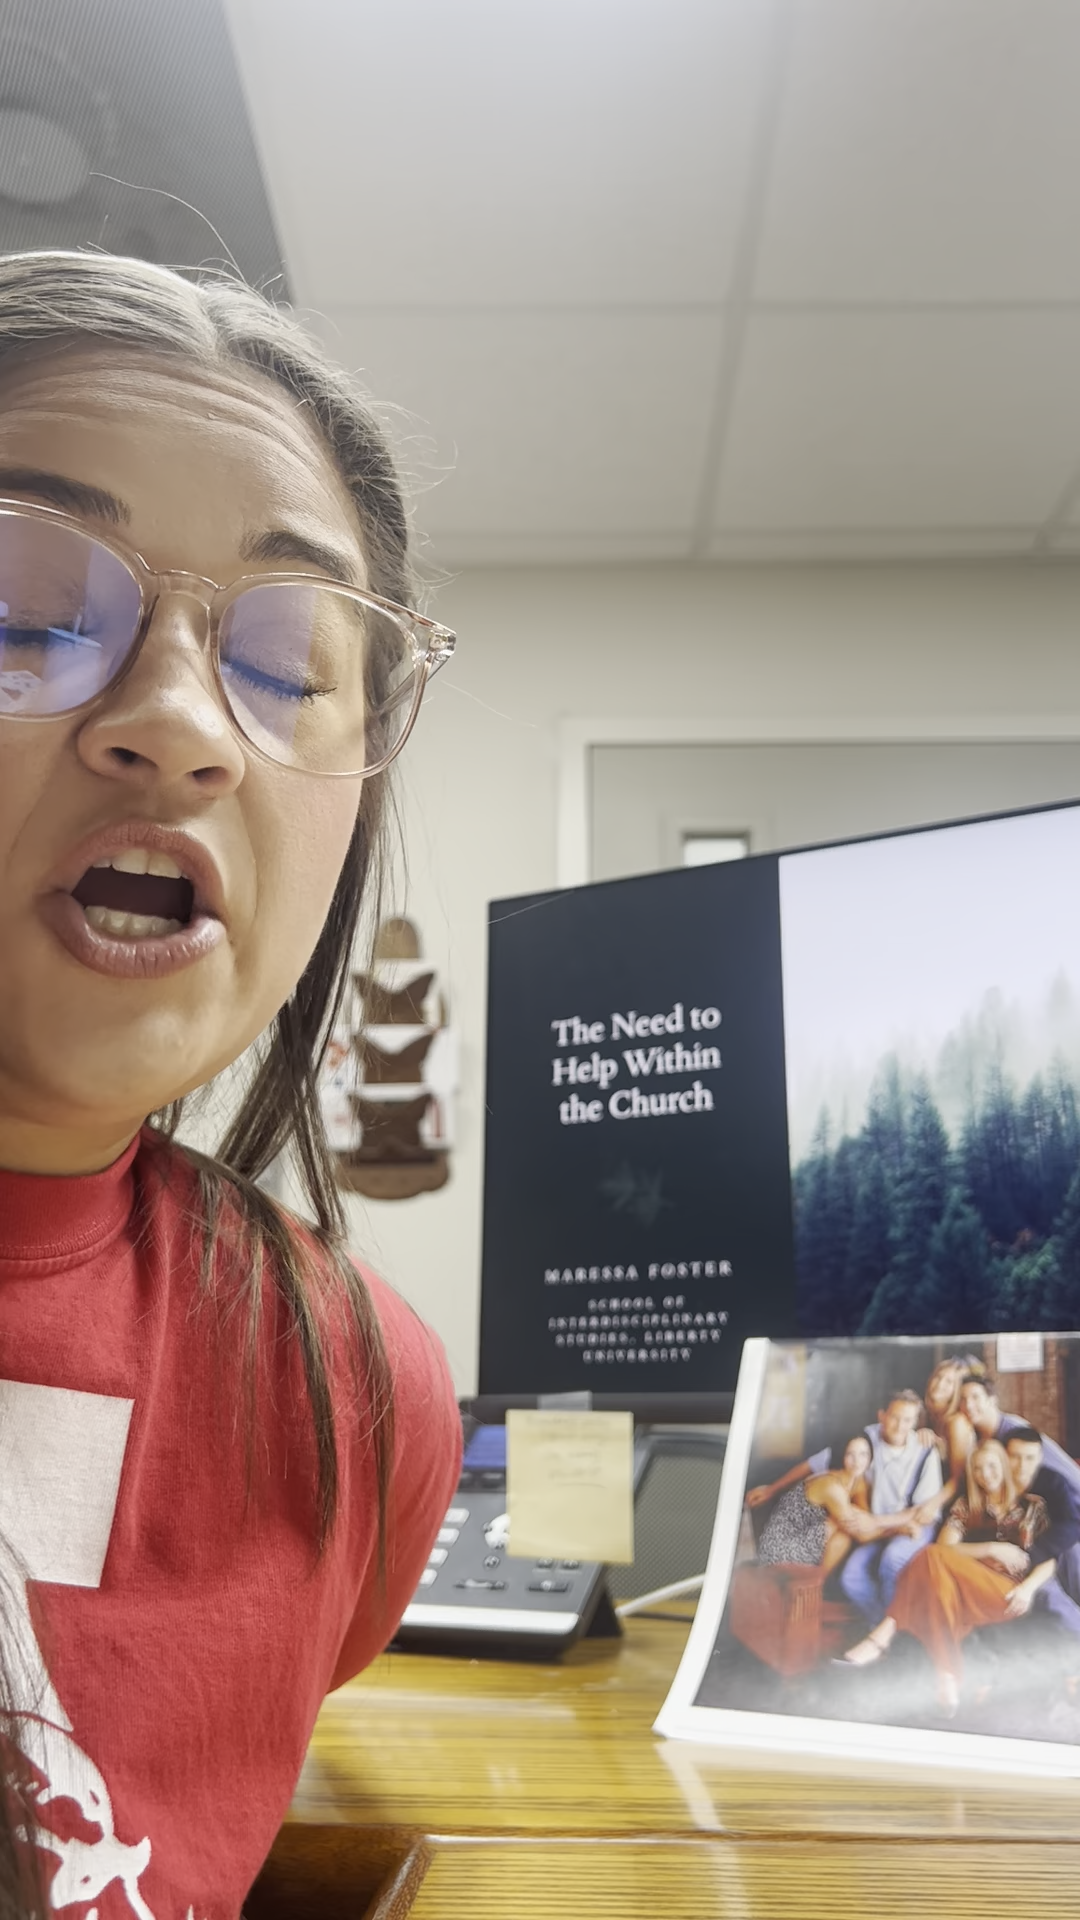 The Need to
Help Within
the Church
MARESSA FOSTER
SCHOOL OF
INTERDISCIPLINARY
STUDIES, LIBERTY
UNIVERSITY